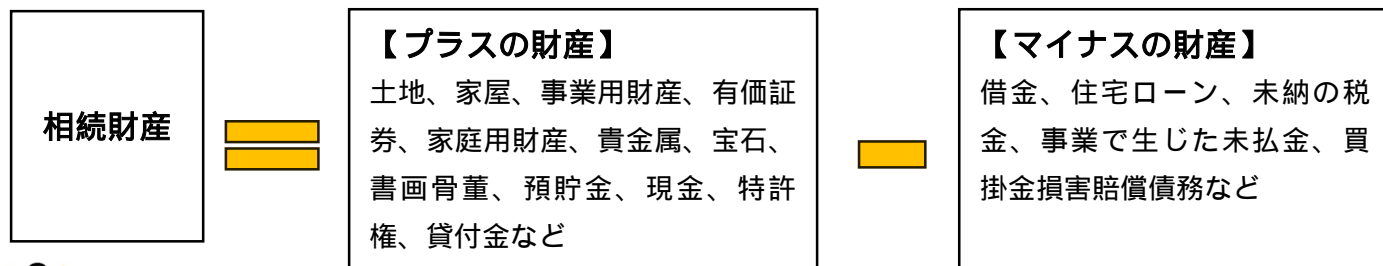 相続財産
【プラスの財産】
土地、家屋、事業用財産、有価証
券、家庭用財産、貴金属、宝石、
書画骨董、預貯金、現金、特許
権、貸付金など
【マイナスの財産】
借金、住宅ローン、未納の税
金、事業で生じた未払金、買
掛金損害賠償債務など